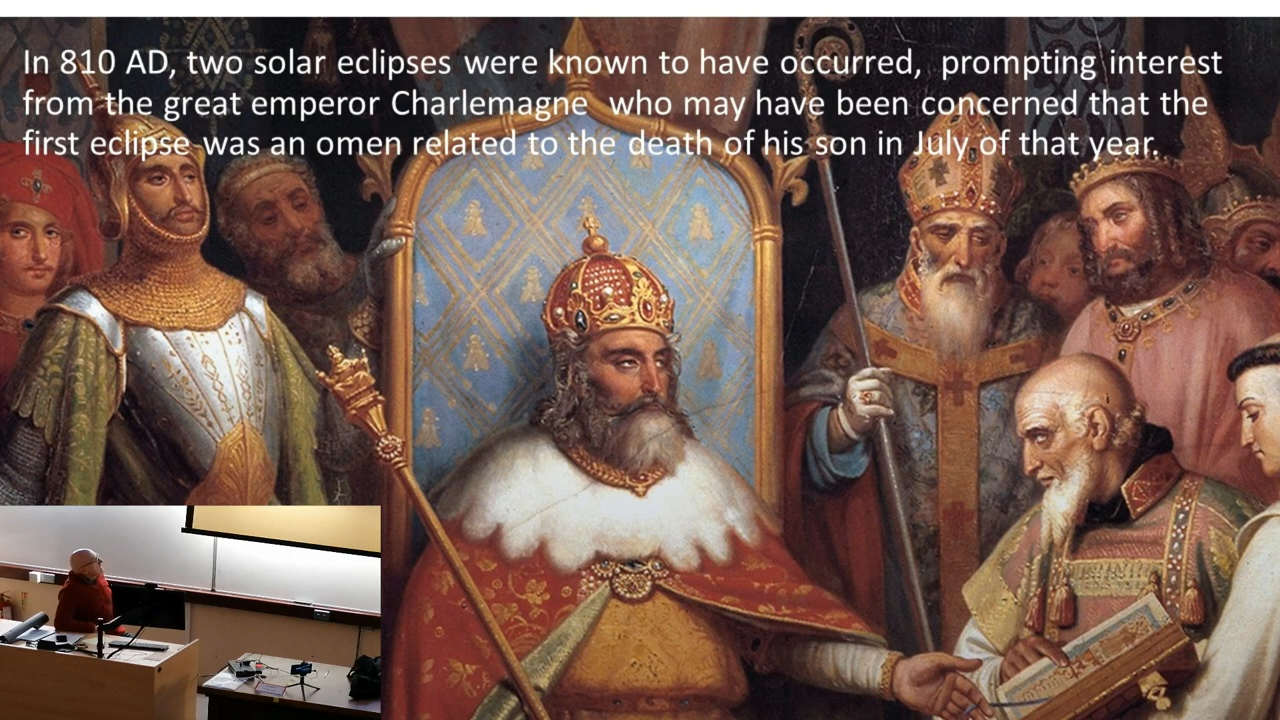 In 810 AD, two solar eclipses were known to have occurred, prompting interest
from the great emperor Charlemagne who may have been concerned that the
first eclipse was an omen related to the death of his son in July of that year.